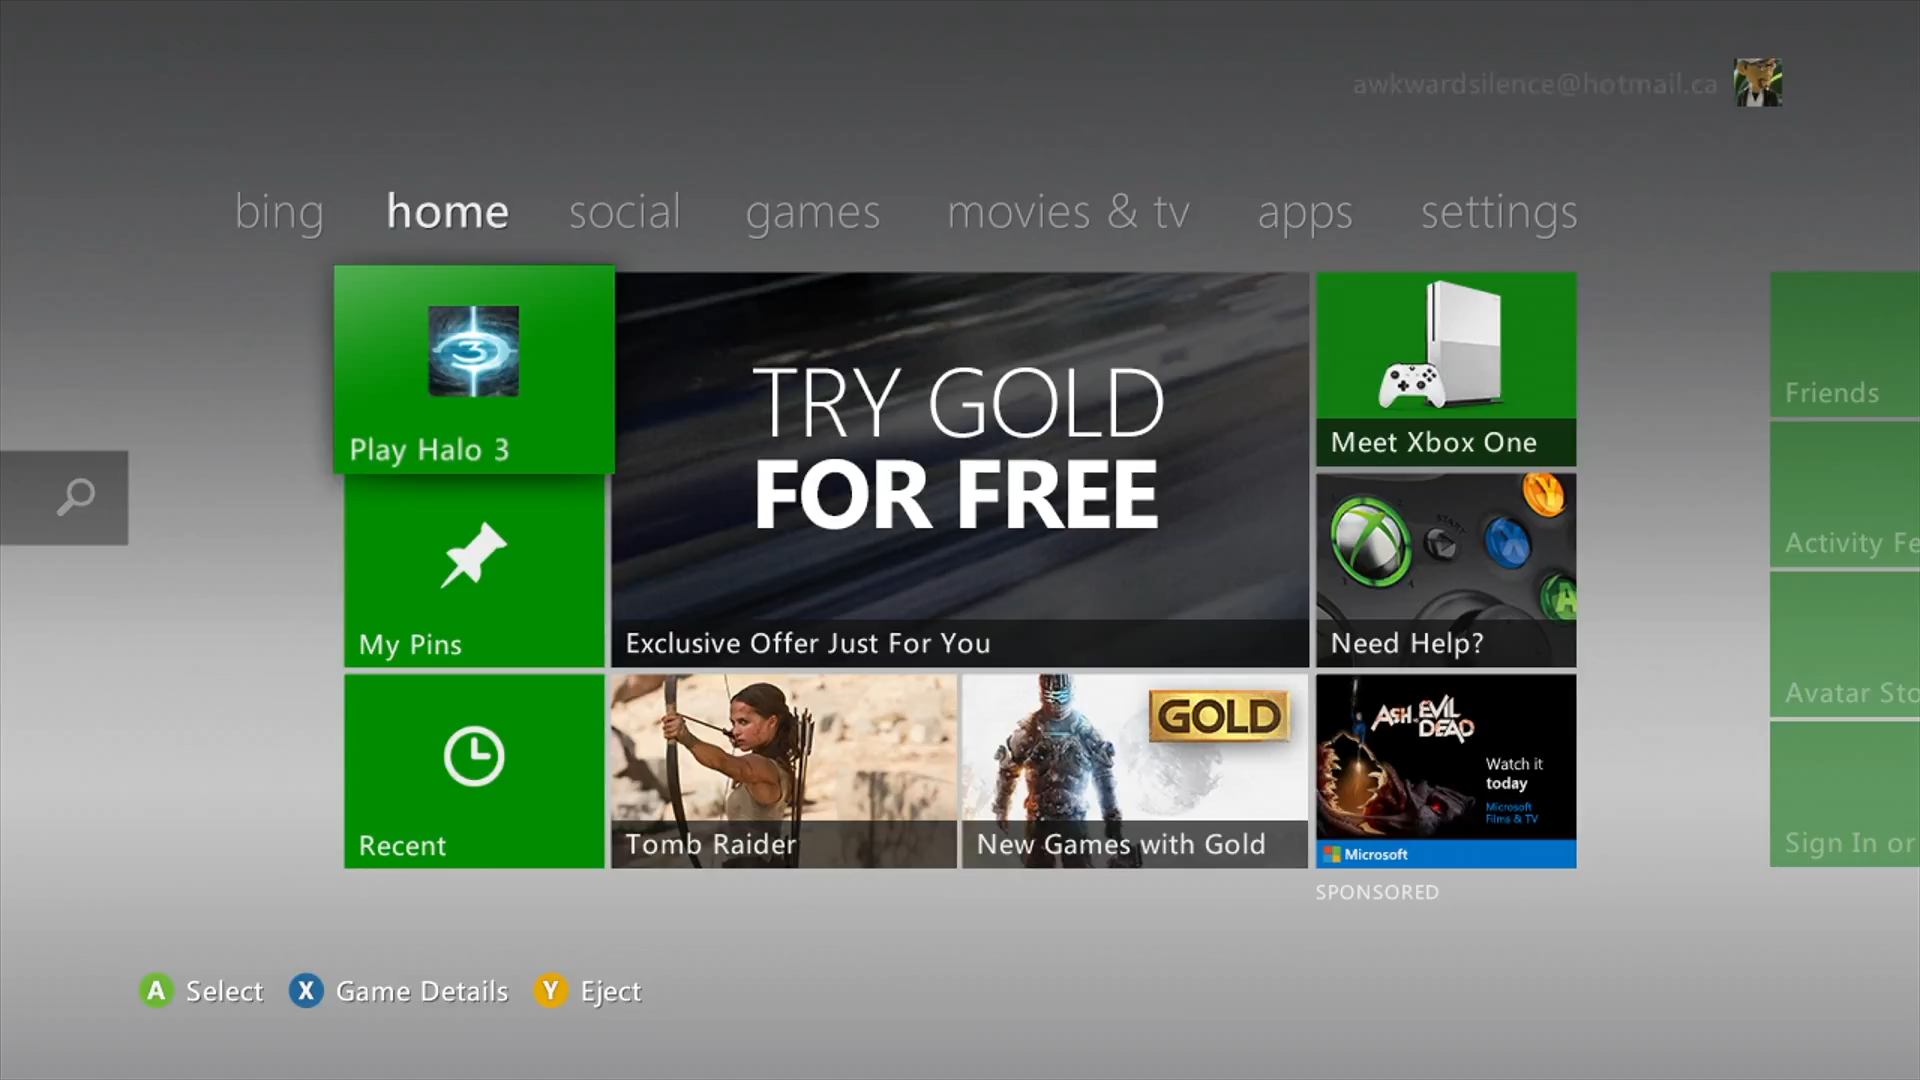 awkwardsilence@hotmail.ca
bing home social games movies & tv apps settings
3
Play Halo 3
My Pins
Recent
TRY GOLD
FOR FREE
Exclusive Offer Just For You
Tomb Raider
GOLD
New Games with Gold
Meet Xbox One
START
Y
X
A
Need Help?
ASH VS EVIL
DEAD
Watch it
today
Microsoft
Films & TV
Microsoft
SPONSORED
Friends
Activity Fe
Avatar Sto
Sign In or
A Select X Game Details Y Eject